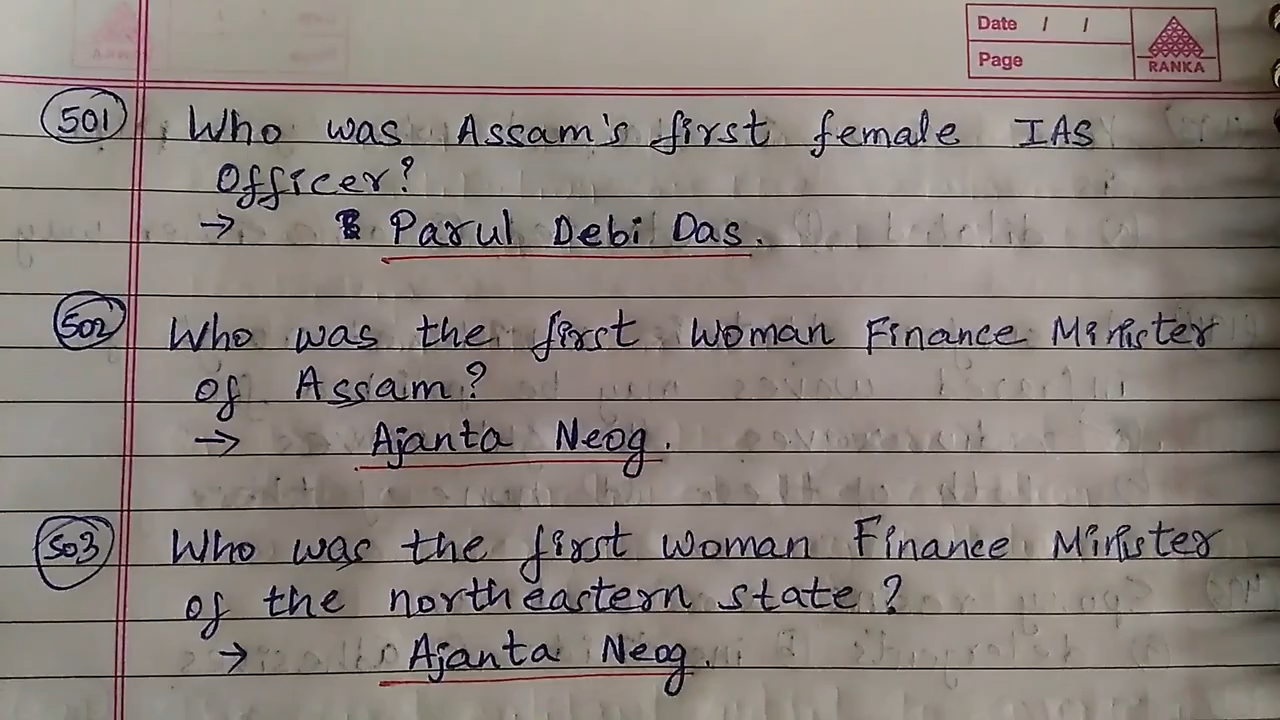 Date / /
Page
RANKA
501 Who was Assam's first female IAS
Officer?
→ Parul Debi Das.
502 Who was the first woman Finance Minister
of Assam?
→ Ajanta Neog.
503 Who was the first woman Finance Minister
of the northeastern state?
→ Ajanta Neog.